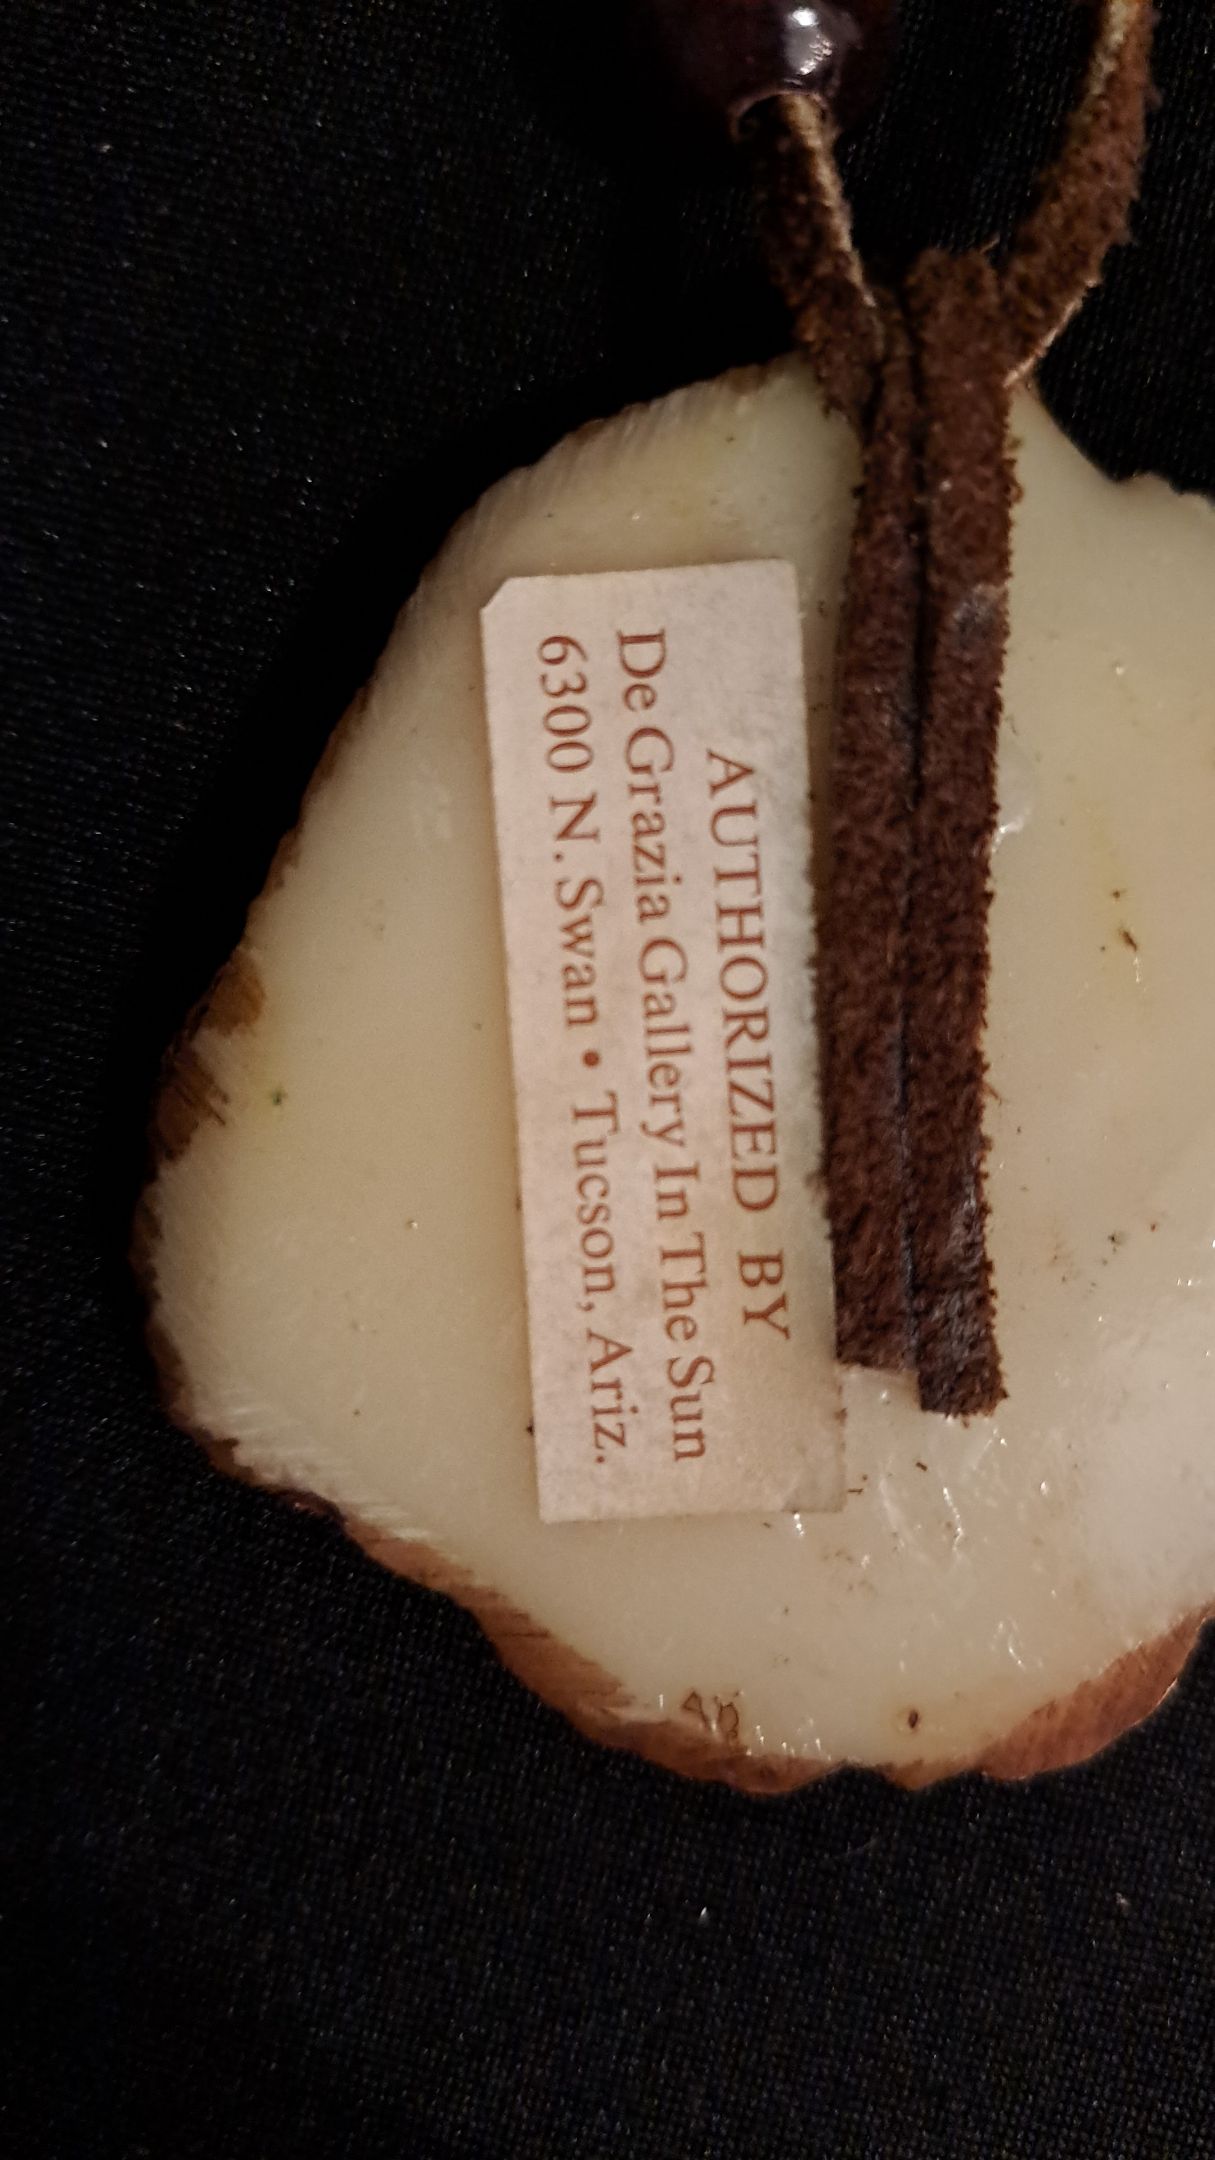 AUTHORIZED BY
De Grazia Gallery In The Sun
6300 N. Swan • Tucson, Ariz.